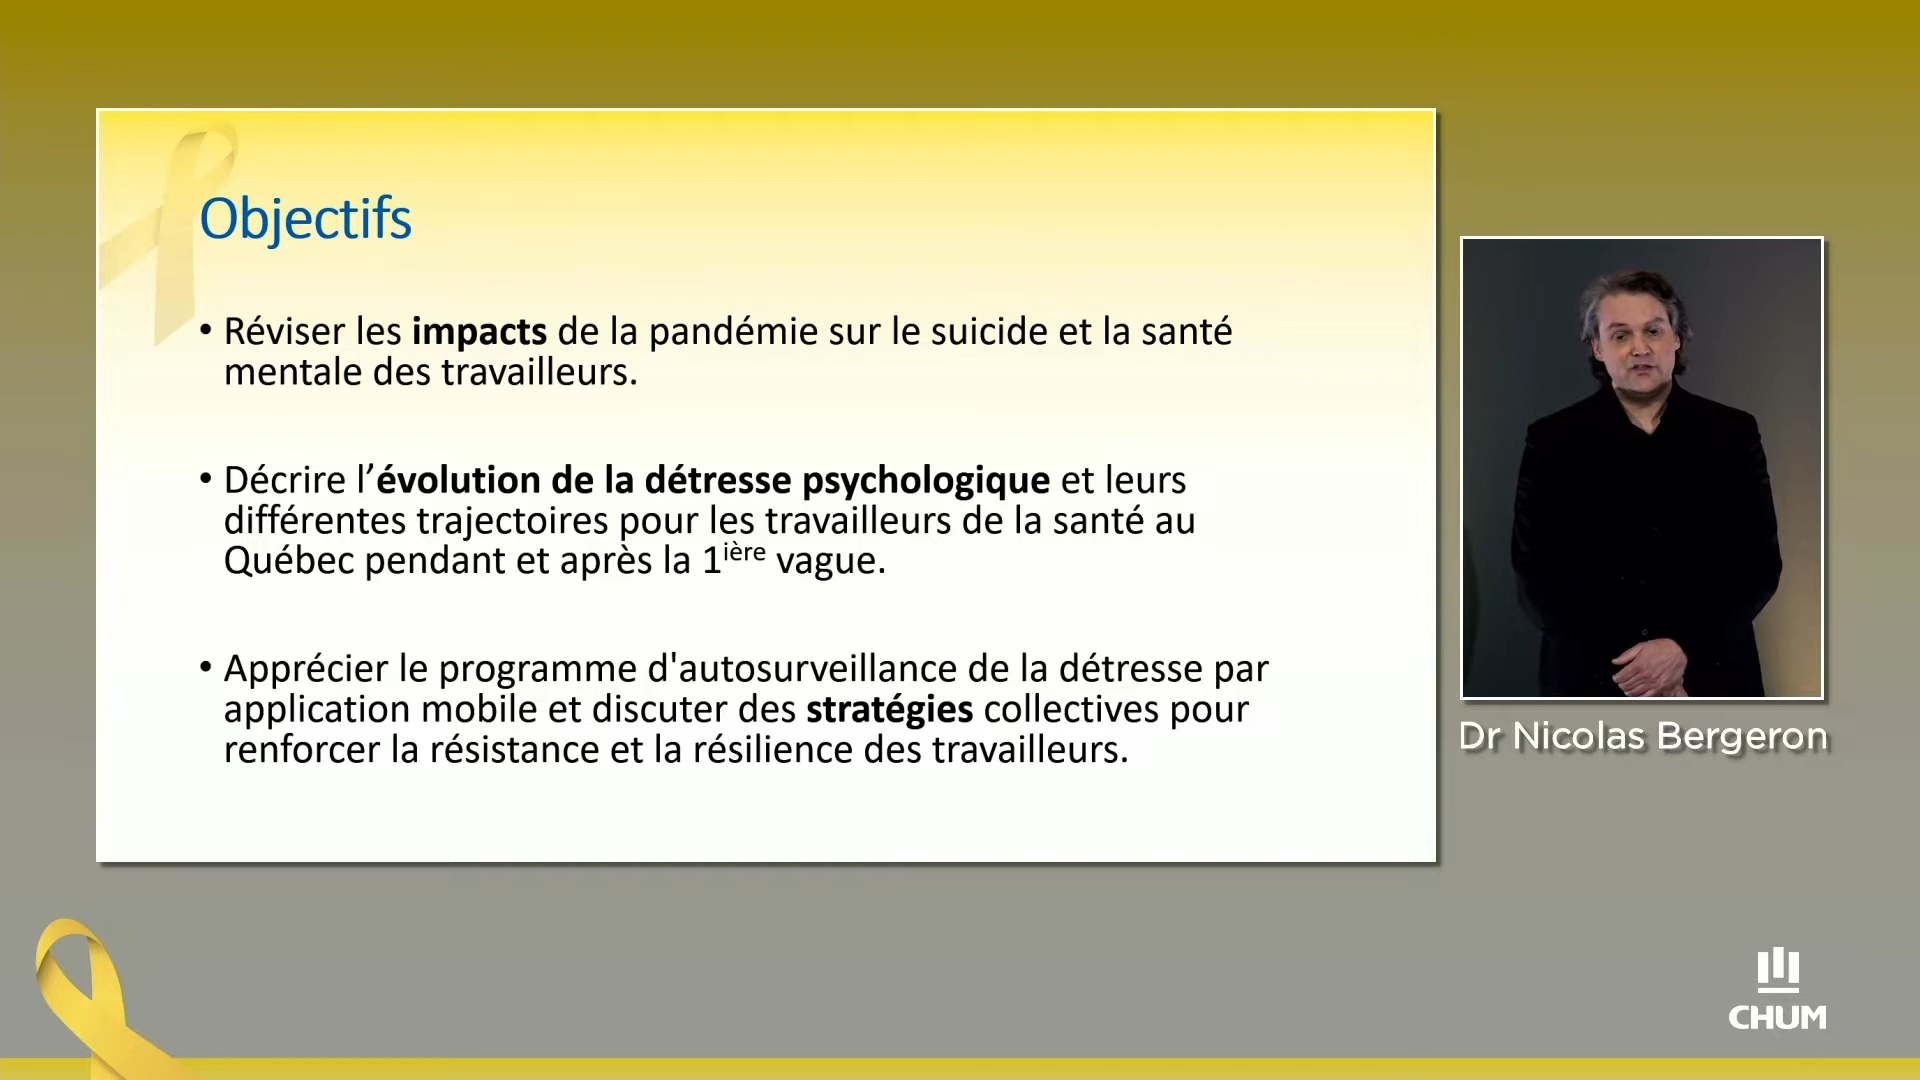 Objectifs
• Réviser les impacts de la pandémie sur le suicide et la santé
mentale des travailleurs.
• Décrire l’évolution de la détresse psychologique et leurs
différentes trajectoires pour les travailleurs de la santé au
Québec pendant et après la 1ière vague.
• Apprécier le programme d'autosurveillance de la détresse par
application mobile et discuter des stratégies collectives pour
renforcer la résistance et la résilience des travailleurs.
Dr Nicolas Bergeron
CHUM